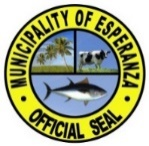 MUNICIPALITY OF ESPERANZA
OFFICIAL SEAL